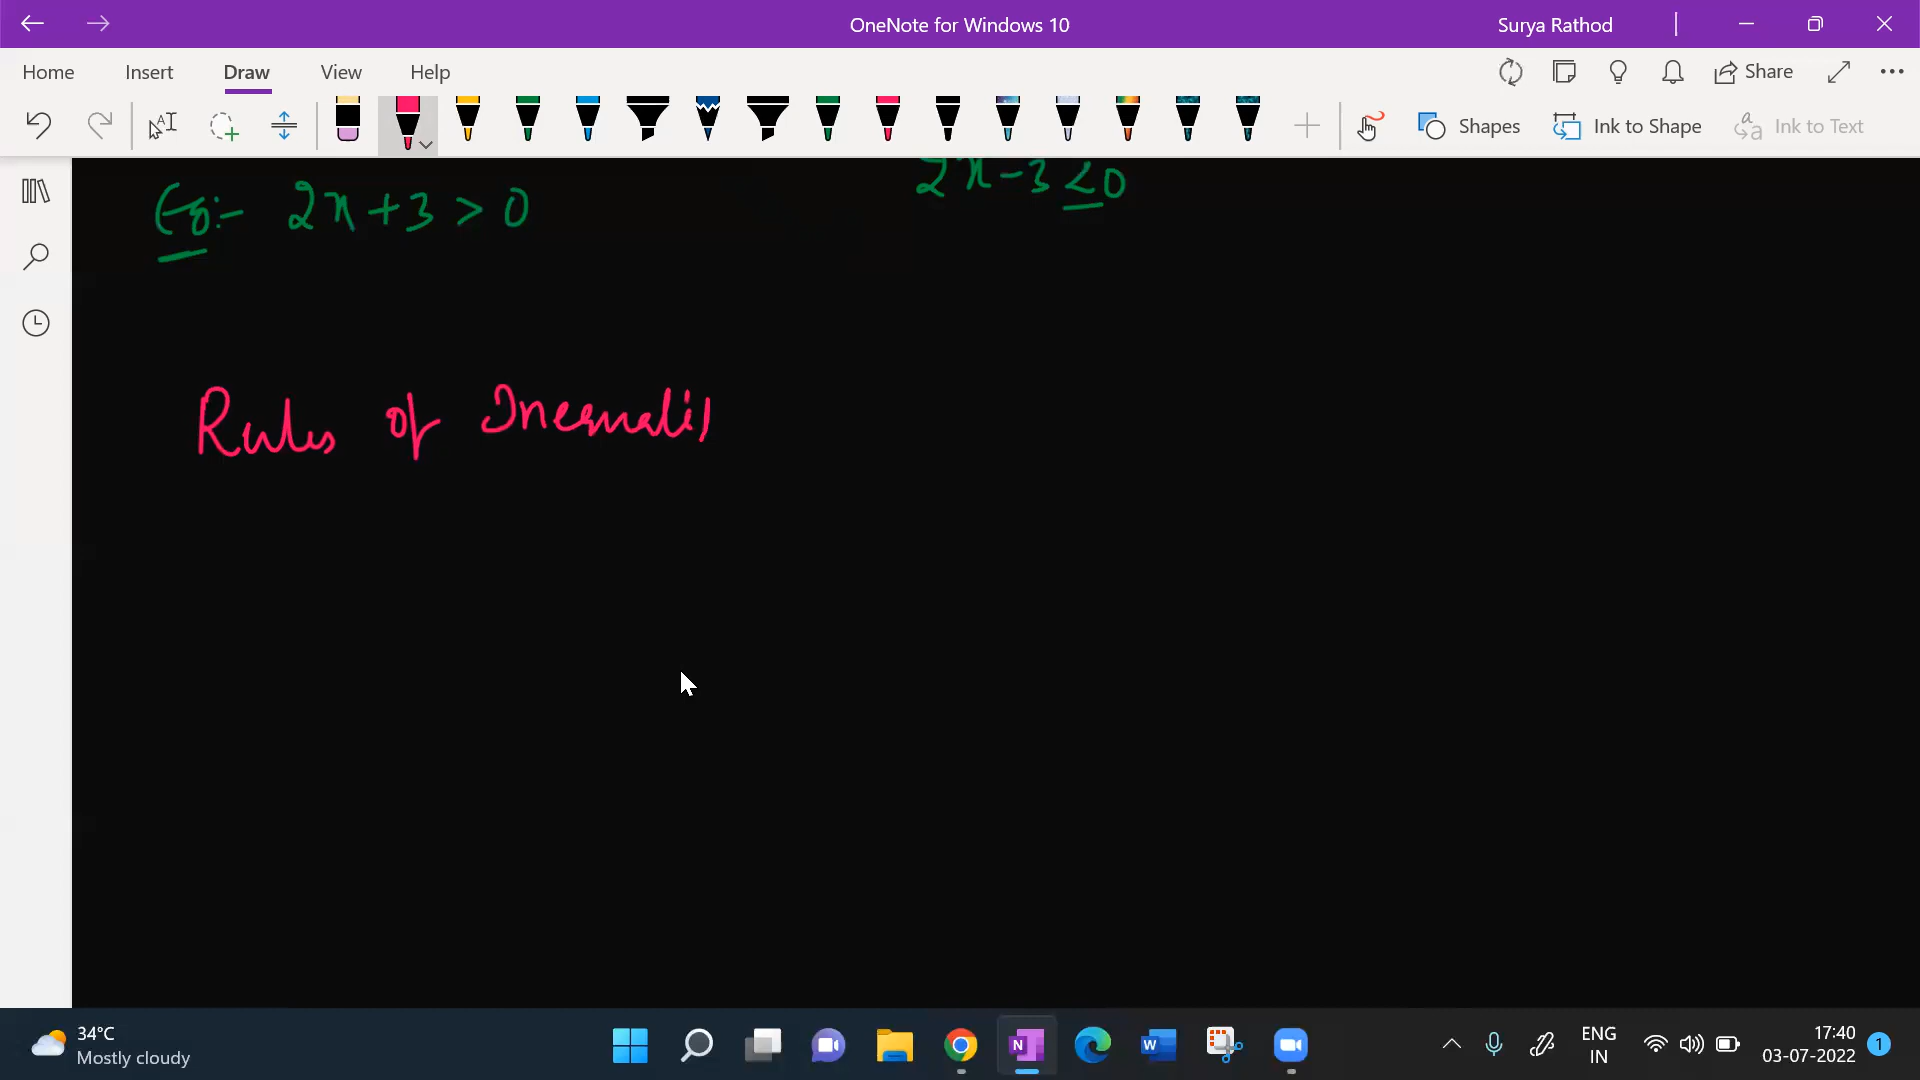 OneNote for Windows 10
Surya Rathod
Home Insert Draw View Help
Share
Shapes Ink to Shape Ink to Text
Eg:- 2x+3 > 0
2x-3 ≤ 0
Rules of Inequalit
34°C
Mostly cloudy
ENG
IN
17:40
03-07-2022
1